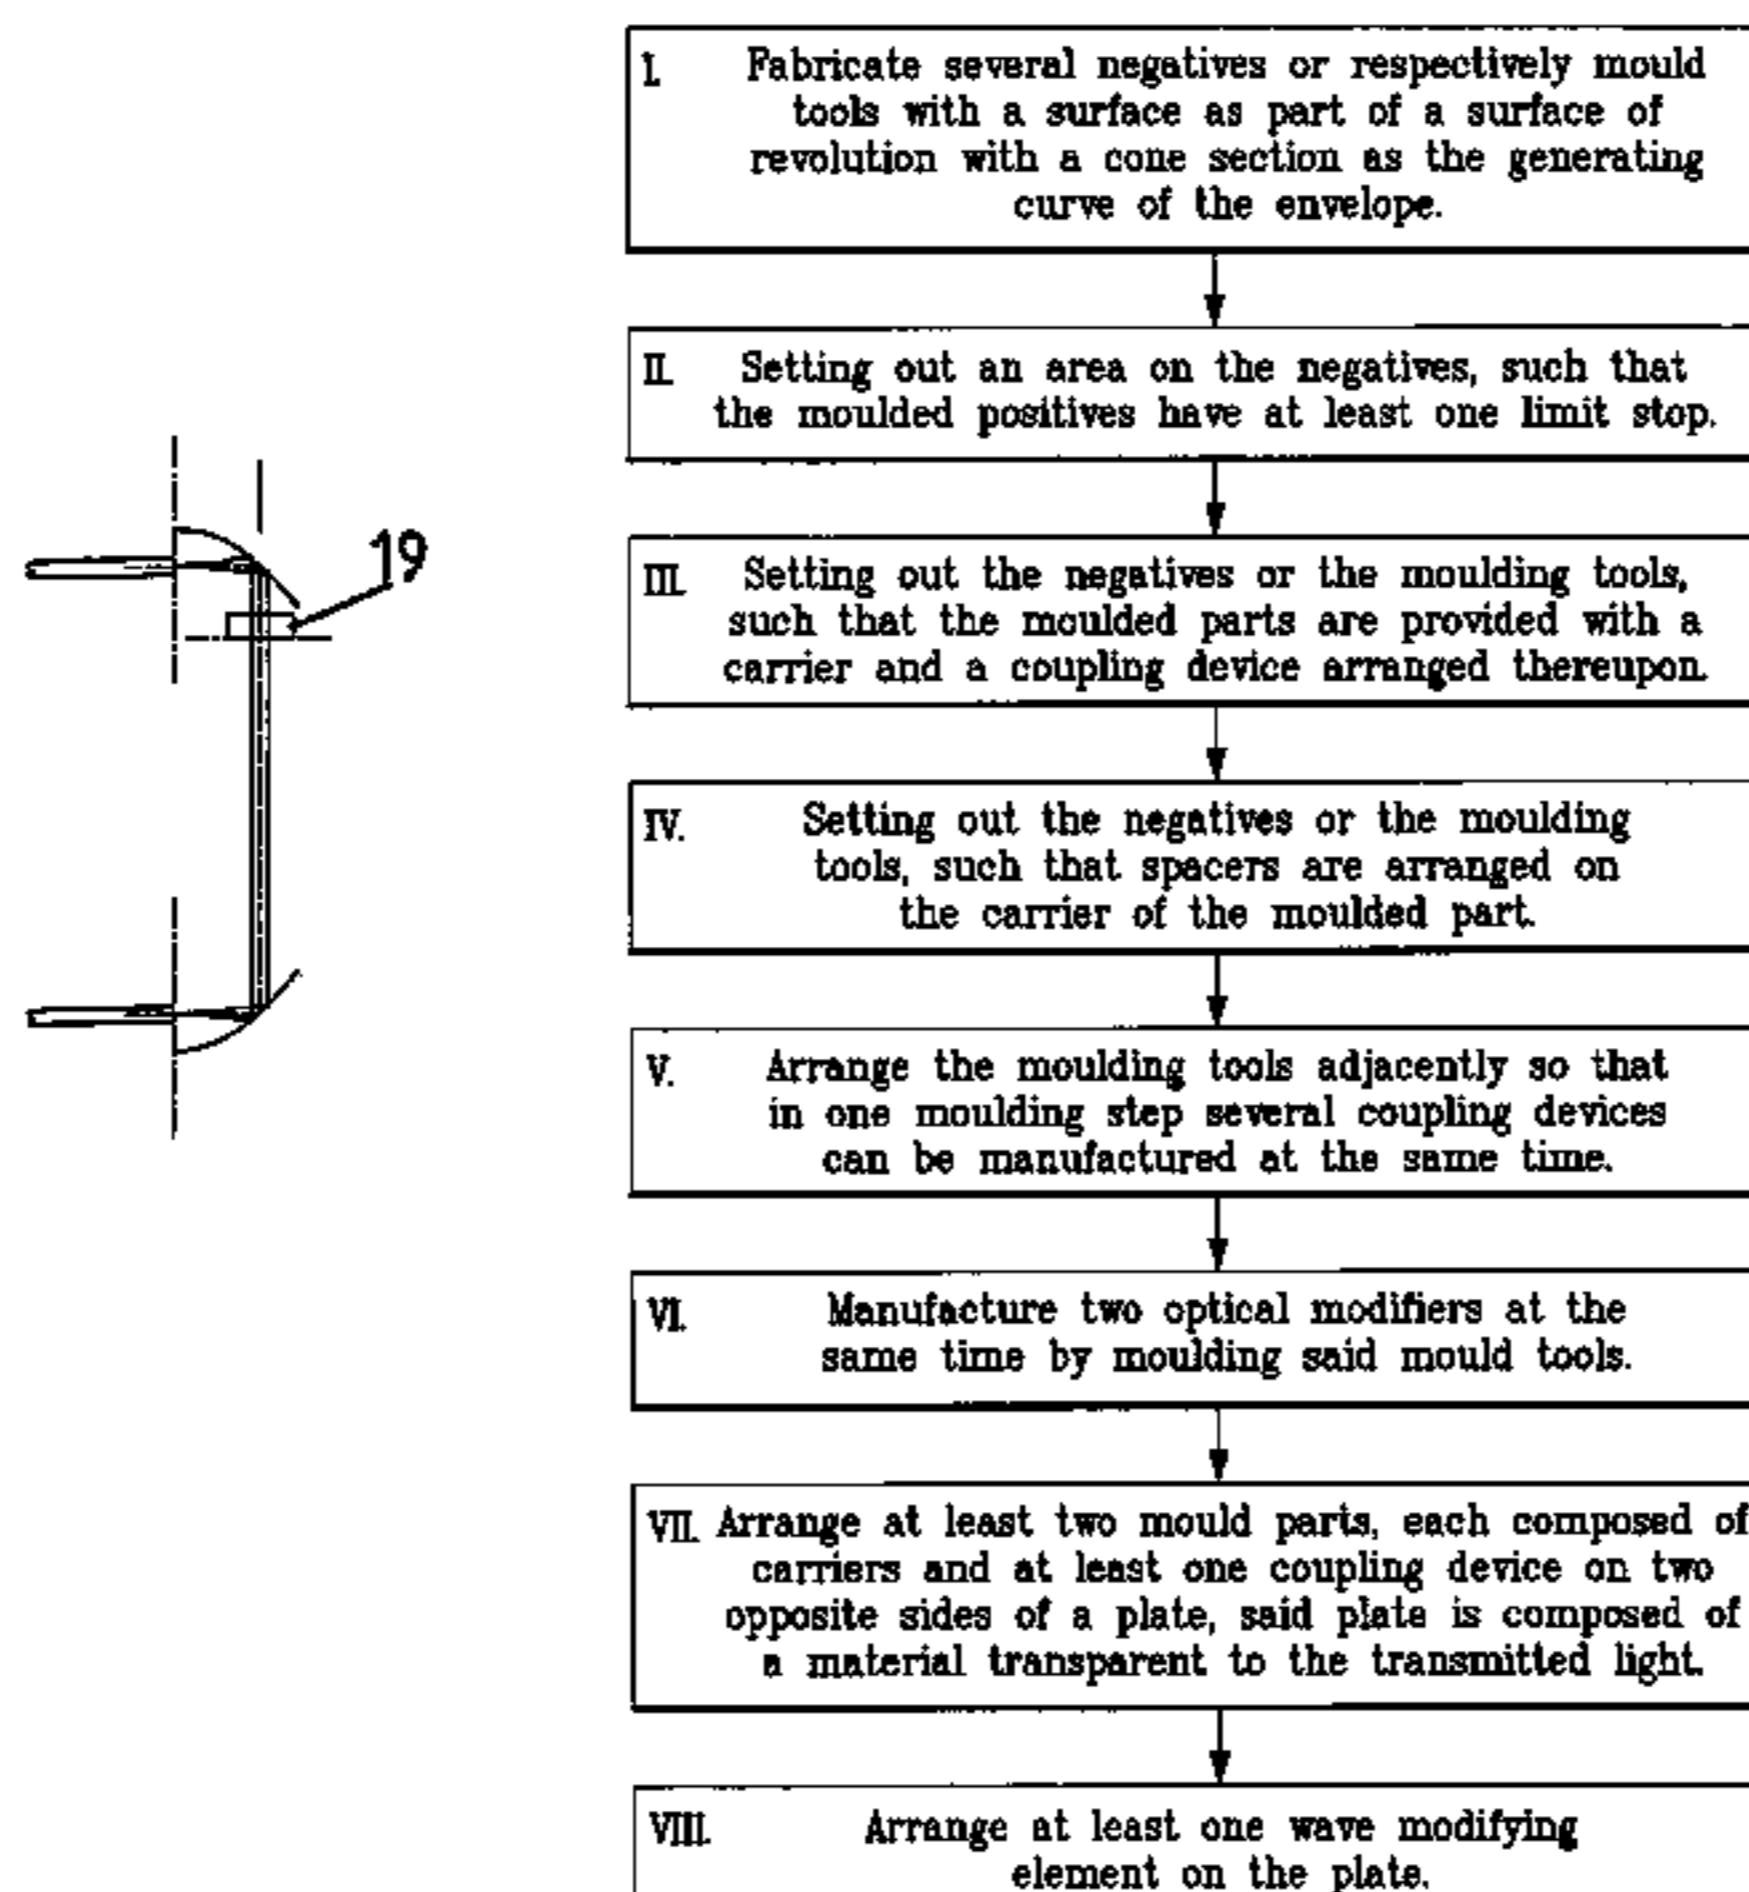 I. Fabricate several negatives or respectively mould
tools with a surface as part of a surface of
revolution with a cone section as the generating
curve of the envelope.
II. Setting out an area on the negatives, such that
the moulded positives have at least one limit stop.
19
III. Setting out the negatives or the moulding tools,
such that the moulded parts are provided with a
carrier and a coupling device arranged thereupon.
IV. Setting out the negatives or the moulding
tools, such that spacers are arranged on
the carrier of the moulded part.
V. Arrange the moulding tools adjacently so that
in one moulding step several coupling devices
can be manufactured at the same time.
VI. Manufacture two optical modifiers at the
same time by moulding said mould tools.
VII. Arrange at least two mould parts, each composed of
carriers and at least one coupling device on two
opposite sides of a plate, said plate is composed of
a material transparent to the transmitted light.
VIII. Arrange at least one wave modifying
element on the plate.